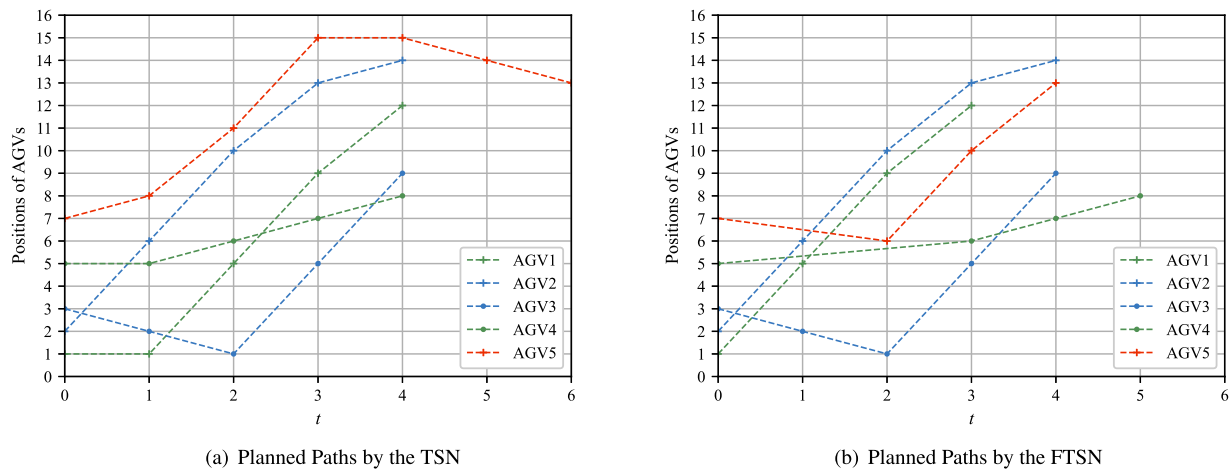 16
15
14
13
12
11
10
9
8
7
6
5
4
3
2
1
0
Positions of AGVs
0 1 2 3 4 5 6
t
AGV1
AGV2
AGV3
AGV4
AGV5
(a) Planned Paths by the TSN
16
15
14
13
12
11
10
9
8
7
6
5
4
3
2
1
0
Positions of AGVs
0 1 2 3 4 5 6
t
AGV1
AGV2
AGV3
AGV4
AGV5
(b) Planned Paths by the FTSN